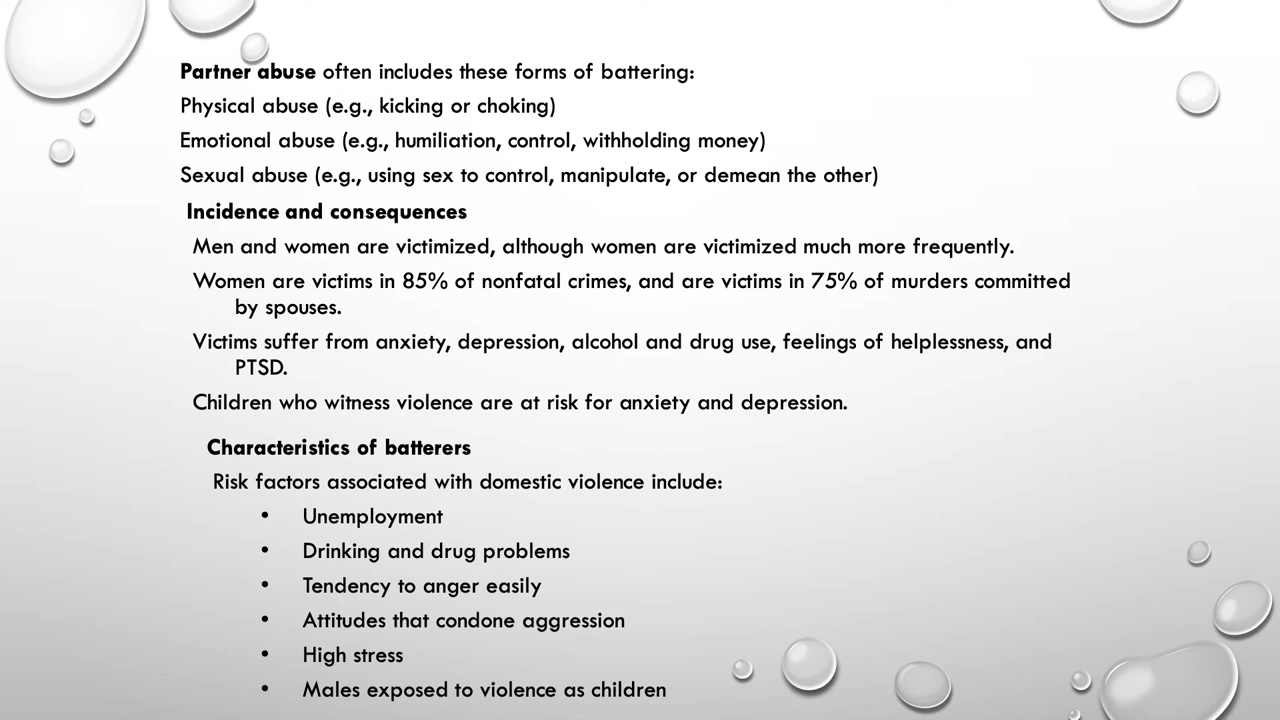 Partner abuse often includes these forms of battering:
Physical abuse (e.g., kicking or choking)
Emotional abuse (e.g., humiliation, control, withholding money)
Sexual abuse (e.g., using sex to control, manipulate, or demean the other)
Incidence and consequences
Men and women are victimized, although women are victimized much more frequently.
Women are victims in 85% of nonfatal crimes, and are victims in 75% of murders committed
by spouses.
Victims suffer from anxiety, depression, alcohol and drug use, feelings of helplessness, and
PTSD.
Children who witness violence are at risk for anxiety and depression.
Characteristics of batterers
Risk factors associated with domestic violence include:
• Unemployment
• Drinking and drug problems
• Tendency to anger easily
• Attitudes that condone aggression
• High stress
• Males exposed to violence as children